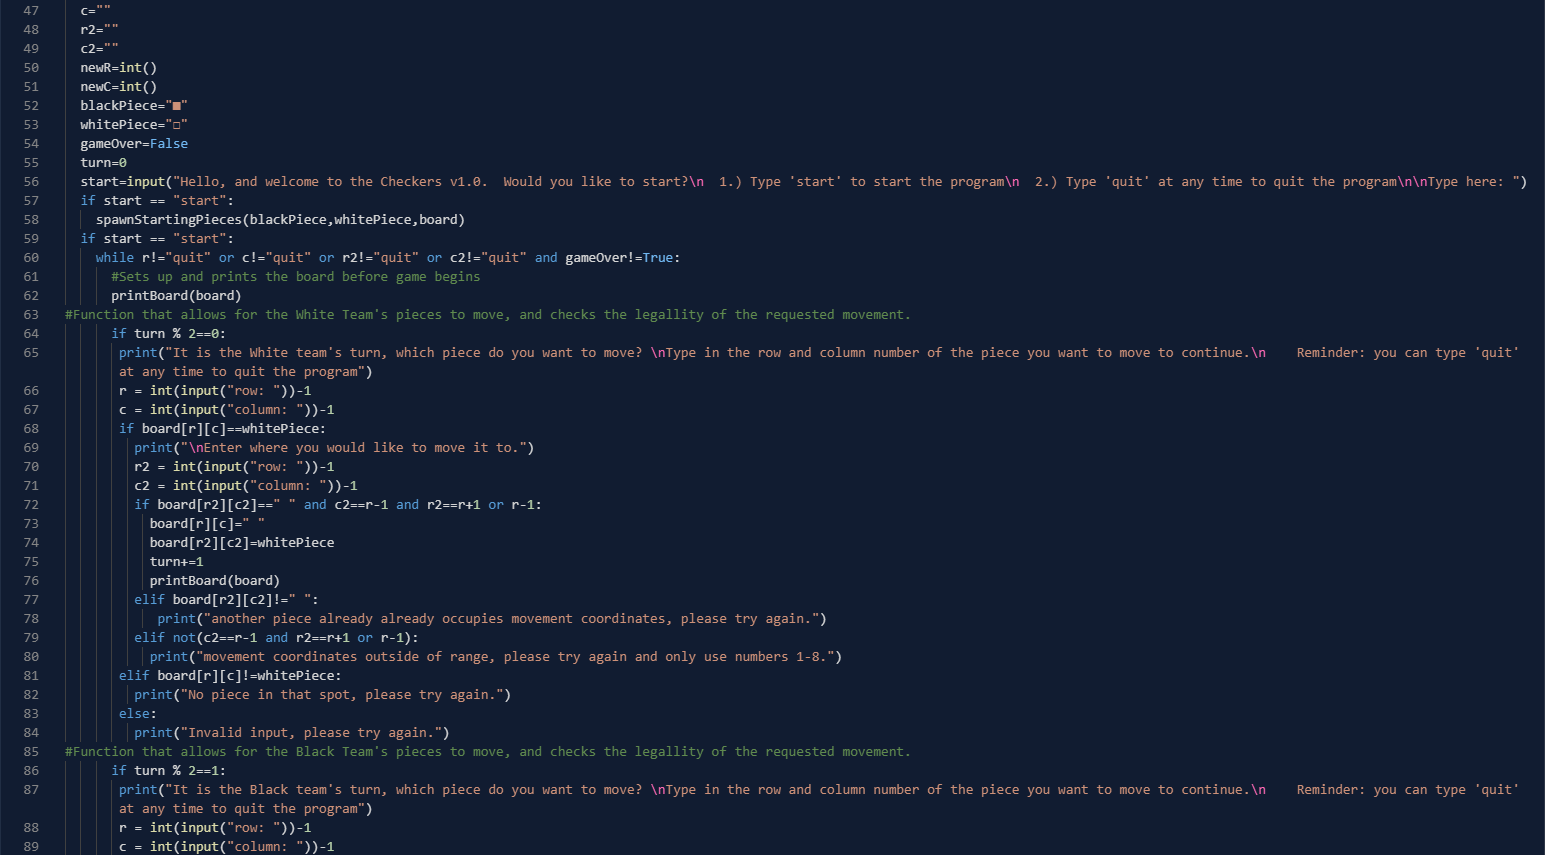 47 c=""
48 r2=""
49 c2=""
50 newR=int()
51 newC=int()
52 blackPiece="■"
53 whitePiece="□"
54 gameOver=False
55 turn=0
56 start=input("Hello, and welcome to the Checkers v1.0.  Would you like to start?\n  1.) Type 'start' to start the program\n  2.) Type 'quit' at any time to quit the program\n\nType here: ")
57 if start == "start":
58 spawnStartingPieces(blackPiece,whitePiece,board)
59 if start == "start":
60 while r!="quit" or c!="quit" or r2!="quit" or c2!="quit" and gameOver!=True:
61 #Sets up and prints the board before game begins
62 printBoard(board)
63 #Function that allows for the White Team's pieces to move, and checks the legallity of the requested movement.
64 if turn % 2==0:
65 print("It is the White team's turn, which piece do you want to move? \nType in the row and column number of the piece you want to move to continue.\n    Reminder: you can type 'quit'
at any time to quit the program")
66 r = int(input("row: "))-1
67 c = int(input("column: "))-1
68 if board[r][c]==whitePiece:
69 print("\nEnter where you would like to move it to.")
70 r2 = int(input("row: "))-1
71 c2 = int(input("column: "))-1
72 if board[r2][c2]==" " and c2==r-1 and r2==r+1 or r-1:
73 board[r][c]=" "
74 board[r2][c2]=whitePiece
75 turn+=1
76 printBoard(board)
77 elif board[r2][c2]!=" ":
78 print("another piece already already occupies movement coordinates, please try again.")
79 elif not(c2==r-1 and r2==r+1 or r-1):
80 print("movement coordinates outside of range, please try again and only use numbers 1-8.")
81 elif board[r][c]!=whitePiece:
82 print("No piece in that spot, please try again.")
83 else:
84 print("Invalid input, please try again.")
85 #Function that allows for the Black Team's pieces to move, and checks the legallity of the requested movement.
86 if turn % 2==1:
87 print("It is the Black team's turn, which piece do you want to move? \nType in the row and column number of the piece you want to move to continue.\n    Reminder: you can type 'quit'
at any time to quit the program")
88 r = int(input("row: "))-1
89 c = int(input("column: "))-1